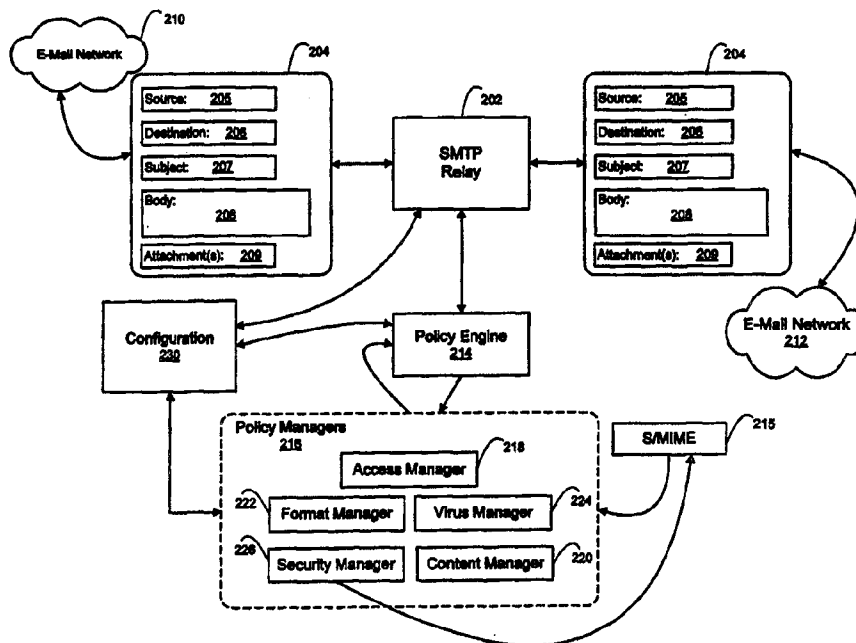 210
E-Mail Network
204
Source: 205
Destination: 206
Subject: 207
Body:
208
Attachment(s): 209
202
SMTP
Relay
204
Source: 205
Destination: 206
Subject: 207
Body:
208
Attachment(s): 209
E-Mail Network
212
Configuration
230
Policy Engine
214
Policy Managers
216
218
Access Manager
S/MIME
215
222
Format Manager
Virus Manager
224
226
Security Manager
Content Manager
220